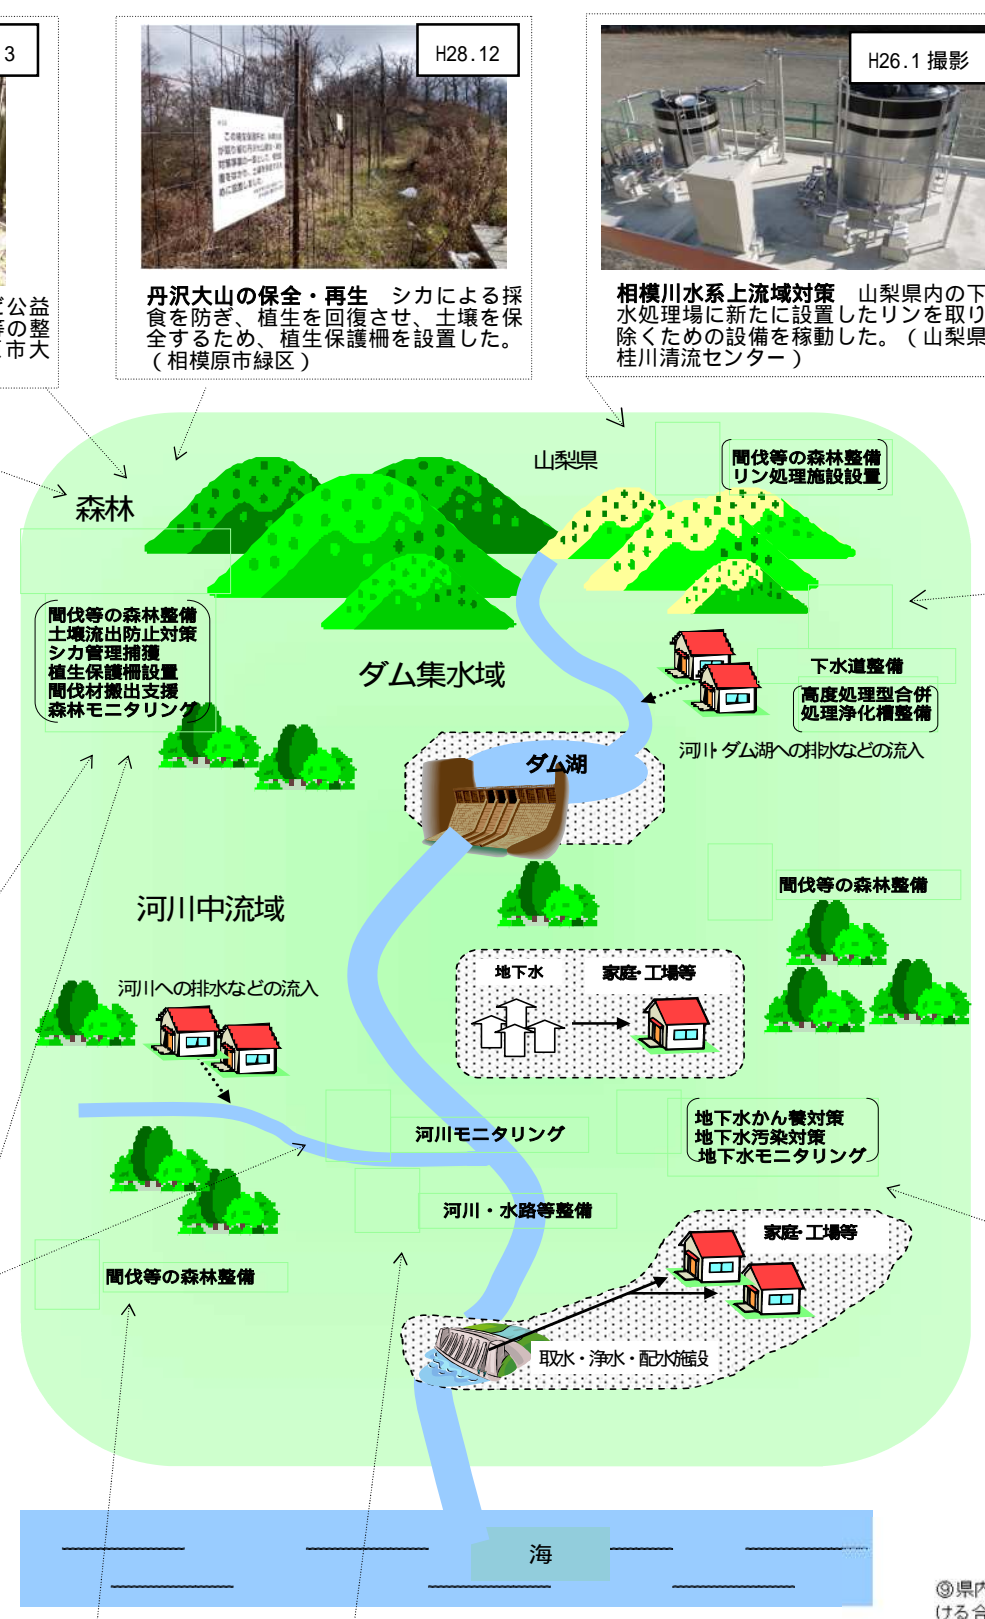 3
公益
の整
市大
H28.12
丹沢大山の保全・再生　シカによる採
食を防ぎ、植生を回復させ、土壌を保
全するため、植生保護柵を設置した。
（相模原市緑区）
H26.1 撮影
相模川水系上流域対策　山梨県内の下
水処理場に新たに設置したリンを取り
除くための設備を稼動した。（山梨県
桂川清流センター）
山梨県
間伐等の森林整備
リン処理施設設置
森林
間伐等の森林整備
土壌流出防止対策
シカ管理捕獲
植生保護柵設置
間伐材搬出支援
森林モニタリング
ダム集水域
下水道整備
高度処理型合併
処理浄化槽整備
河川・ダム湖への排水などの流入
ダム湖
間伐等の森林整備
河川中流域
地下水
家庭・工場等
河川への排水などの流入
河川モニタリング
地下水かん養対策
地下水汚染対策
地下水モニタリング
河川・水路等整備
家庭・工場等
間伐等の森林整備
取水・浄水・配水施設
海
⑨県内
ける合